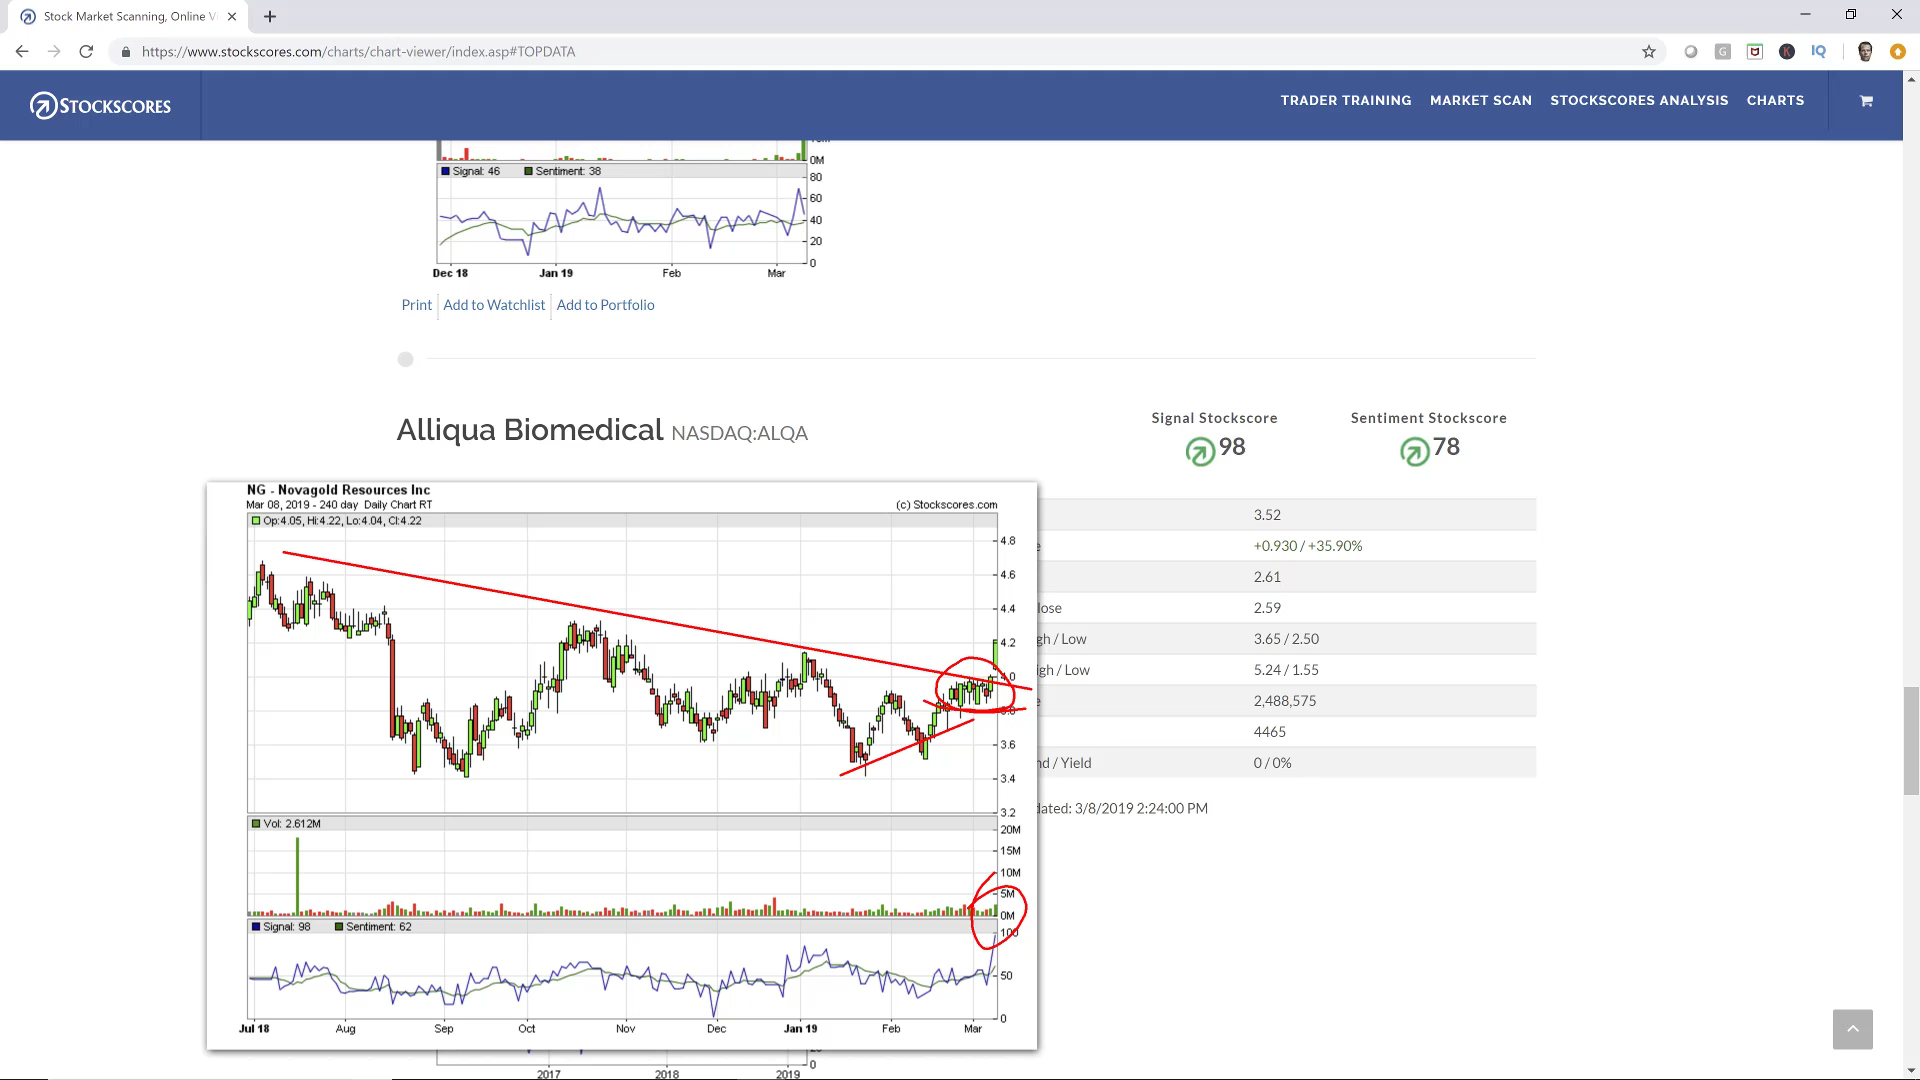 Stock Market Scanning, Online V
https://www.stockscores.com/charts/chart-viewer/index.asp#TOPDATA
G
K
IQ
STOCKSCORES
TRADER TRAINING
MARKET SCAN
STOCKSCORES ANALYSIS
CHARTS
0M
Signal: 46
Sentiment: 38
80
60
40
20
0
Dec 18
Jan 19
Feb
Mar
Print
Add to Watchlist
Add to Portfolio
Alliqua Biomedical NASDAQ:ALQA
Signal Stockscore
98
Sentiment Stockscore
78
NG - Novagold Resources Inc
Mar 08, 2019 - 240 day Daily Chart RT
(c) Stockscores.com
Op:4.05, Hi:4.22, Lo:4.04, Cl:4.22
4.8
4.6
4.4
4.2
4.0
3.8
3.6
3.4
3.2
Vol: 2.612M
20M
15M
10M
5M
0M
Signal: 98
Sentiment: 62
100
50
0
Jul 18
Aug
Sep
Oct
Nov
Dec
Jan 19
Feb
Mar
3.52
e
+0.930 / +35.90%
2.61
lose
2.59
gh / Low
3.65 / 2.50
igh / Low
5.24 / 1.55
e
2,488,575
4465
nd / Yield
0 / 0%
dated: 3/8/2019 2:24:00 PM
0
2017
2018
2019